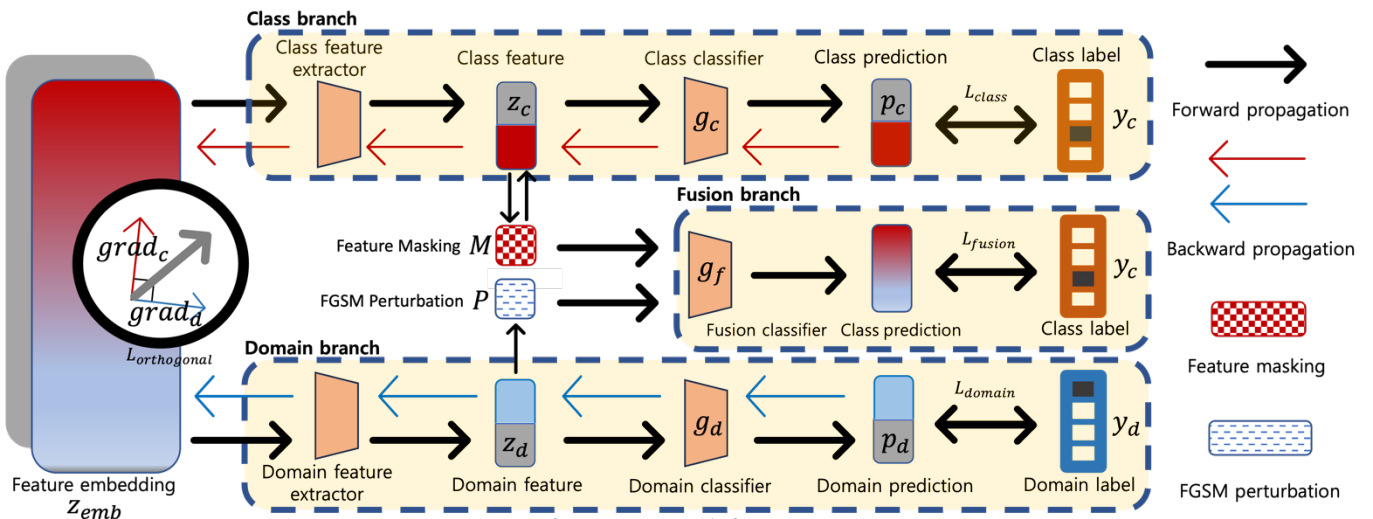 Class branch
Class feature
extractor
Class feature
Class classifier
Class prediction
Class label
z_c
g_c
p_c
L_class
y_c
Forward propagation
Fusion branch
Feature Masking M
FGSM Perturbation P
g_f
L_fusion
y_c
Fusion classifier
Class prediction
Class label
Backward propagation
grad_c
grad_d
L_orthogonal
Feature masking
Domain branch
z_d
g_d
p_d
L_domain
y_d
Domain feature
extractor
Domain feature
Domain classifier
Domain prediction
Domain label
Feature embedding
z_emb
FGSM perturbation